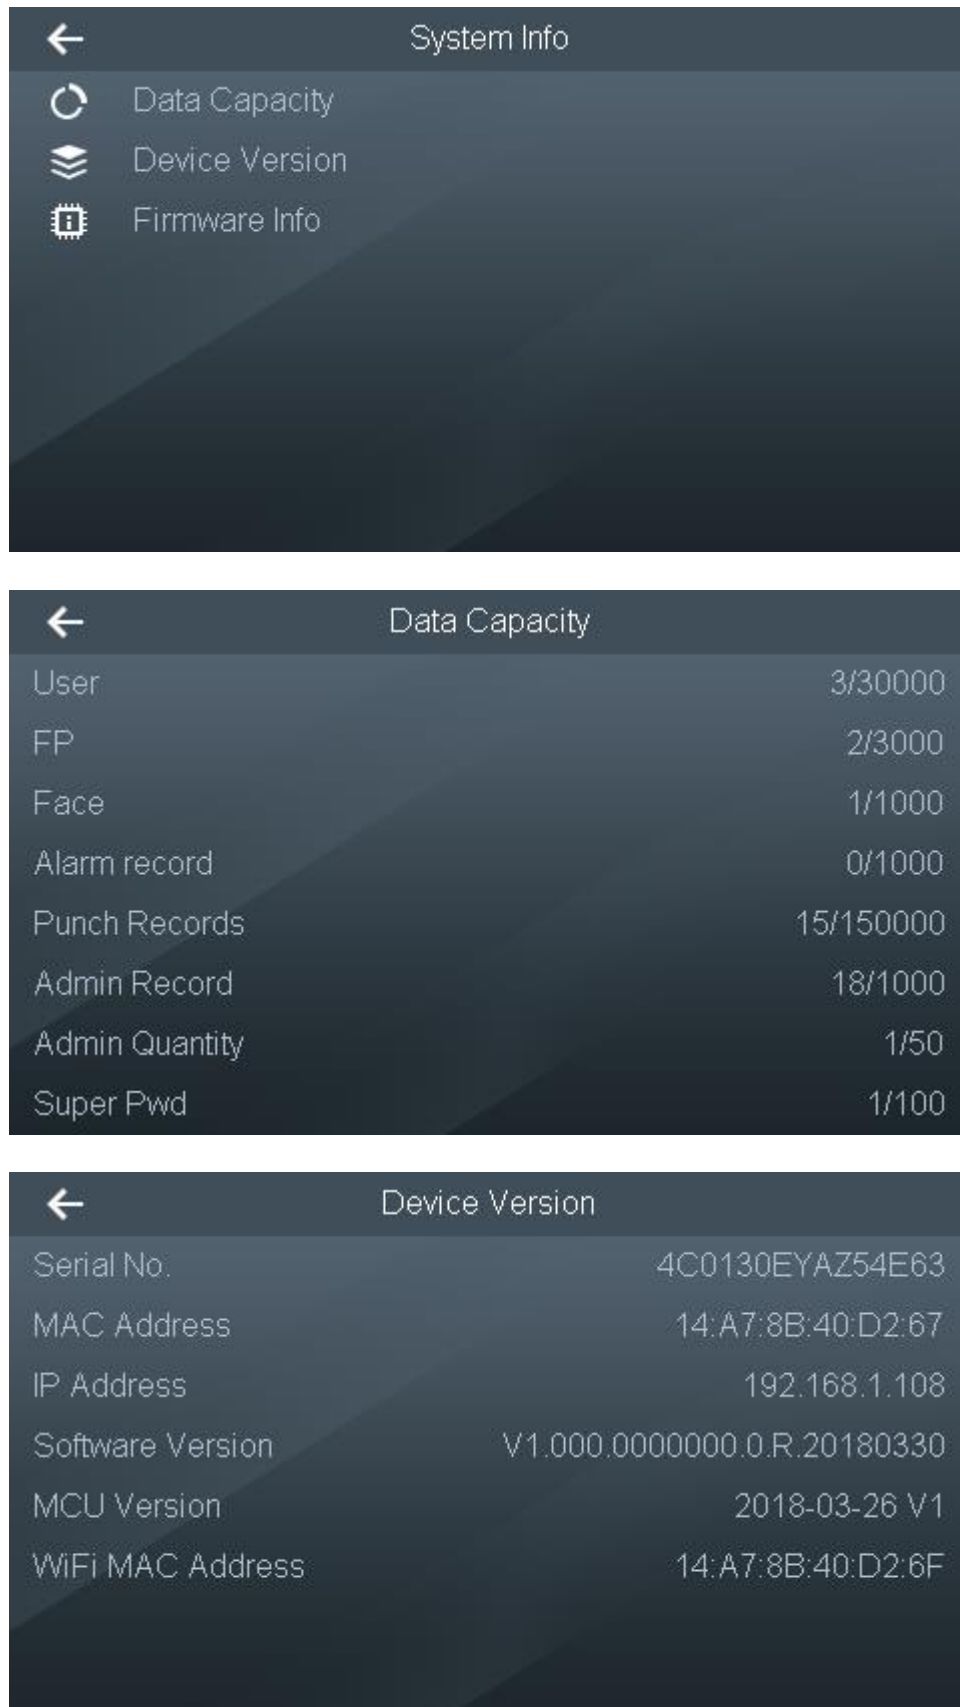 System Info
Data Capacity
Device Version
Firmware Info
Data Capacity
User 3/30000
FP 2/3000
Face 1/1000
Alarm record 0/1000
Punch Records 15/150000
Admin Record 18/1000
Admin Quantity 1/50
Super Pwd 1/100
Device Version
Serial No. 4C0130EYAZ54E63
MAC Address 14:A7:8B:40:D2:67
IP Address 192.168.1.108
Software Version V1.000.0000000.0.R.20180330
MCU Version 2018-03-26 V1
WiFi MAC Address 14:A7:8B:40:D2:6F